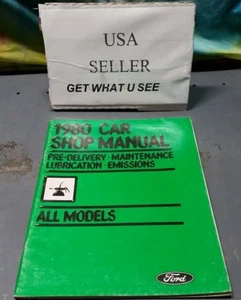 USA
SELLER
GET WHAT U SEE
1980 CAR
SHOP MANUAL
PRE-DELIVERY · MAINTENANCE
LUBRICATION · EMISSIONS
ALL MODELS
Ford